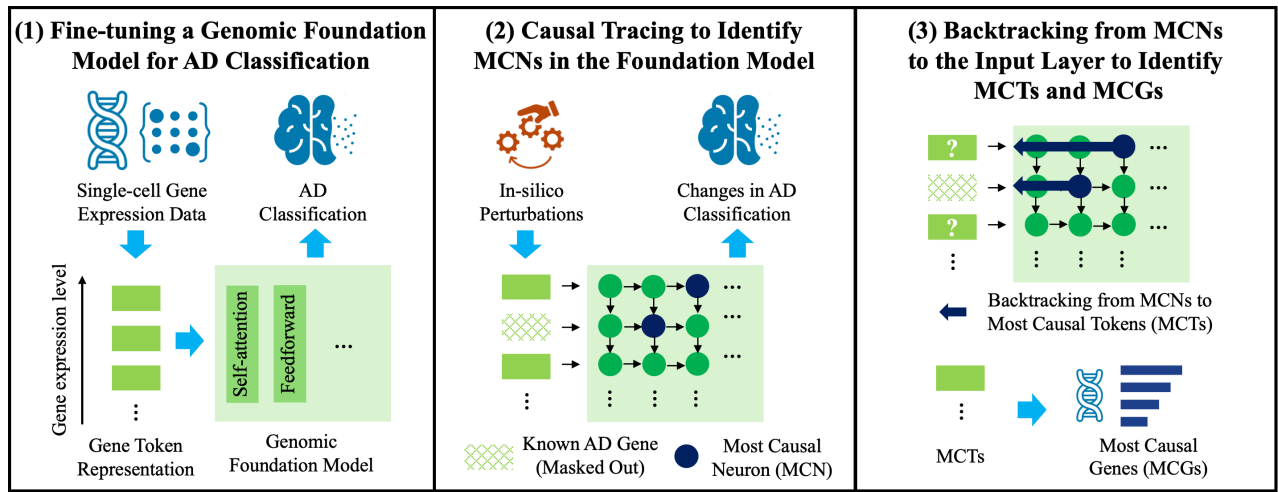 (1) Fine-tuning a Genomic Foundation
Model for AD Classification
Single-cell Gene
Expression Data
AD
Classification
Gene expression level
Self-attention
Feedforward
...
⋮
Gene Token
Representation
Genomic
Foundation Model
(2) Causal Tracing to Identify
MCNs in the Foundation Model
In-silico
Perturbations
Changes in AD
Classification
...
...
...
⋮
⋮ ⋮ ⋮
Known AD Gene
(Masked Out)
Most Causal
Neuron (MCN)
(3) Backtracking from MCNs
to the Input Layer to Identify
MCTs and MCGs
?
...
...
?
...
⋮
⋮ ⋮ ⋮
Backtracking from MCNs to
Most Causal Tokens (MCTs)
⋮
MCTs
Most Causal
Genes (MCGs)